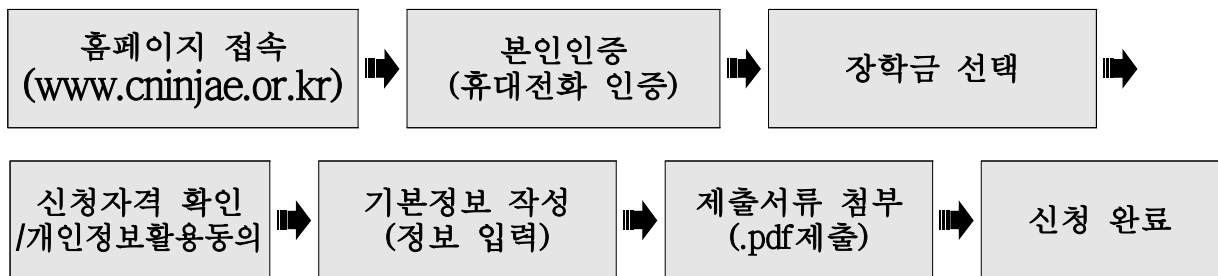 홈페이지 접속
(www.cninjae.or.kr)
본인인증
(휴대전화 인증)
장학금 선택
신청자격 확인
/개인정보활용동의
기본정보 작성
(정보 입력)
제출서류 첨부
(.pdf제출)
신청 완료